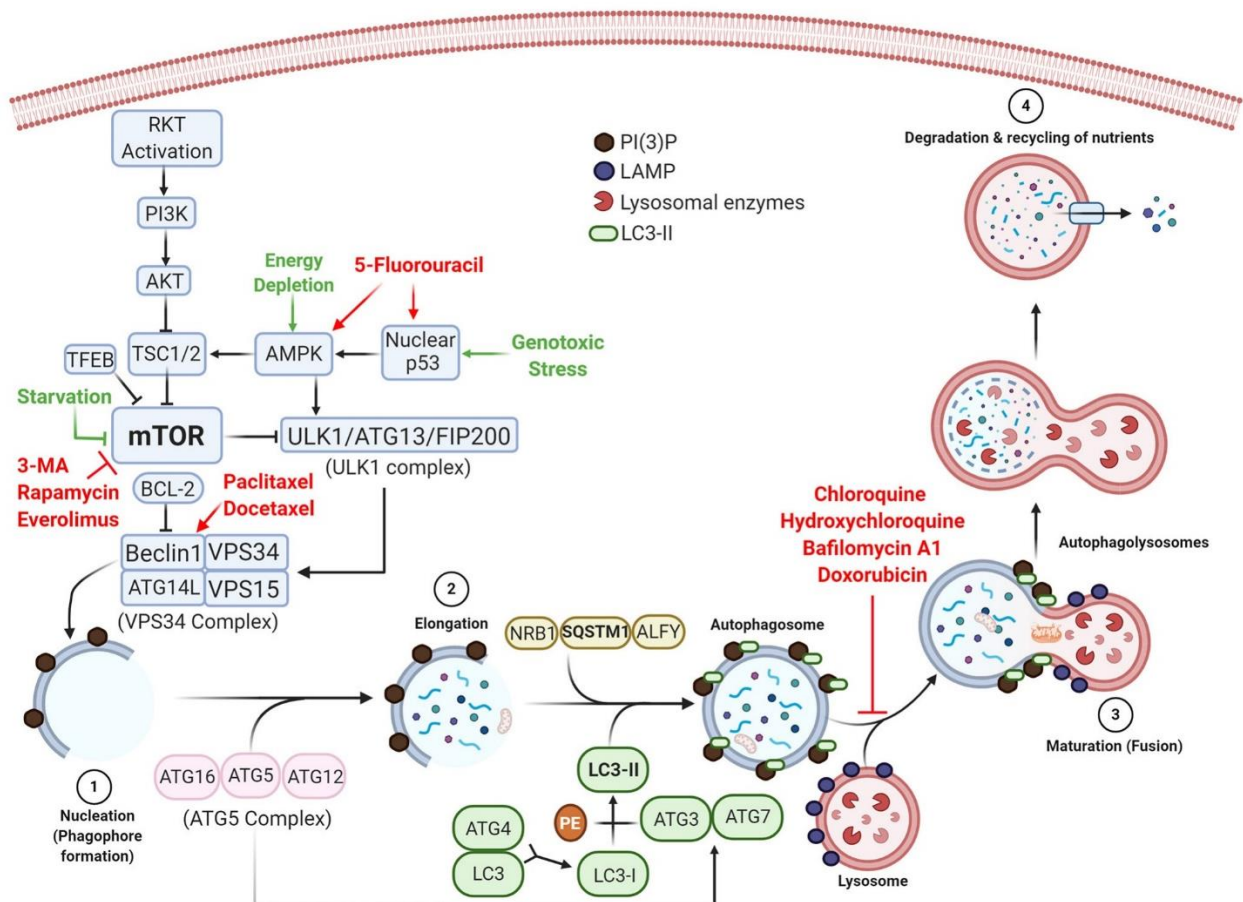 4
Degradation & recycling of nutrients
RKT
Activation
PI(3)P
LAMP
Lysosomal enzymes
LC3-II
PI3K
AKT
Energy
Depletion
5-Fluorouracil
TFEB
TSC1/2
AMPK
Nuclear
p53
Genotoxic
Stress
Starvation
mTOR
ULK1/ATG13/FIP200
(ULK1 complex)
3-MA
Rapamycin
Everolimus
BCL-2
Paclitaxel
Docetaxel
Beclin1
VPS34
ATG14L
VPS15
(VPS34 Complex)
Chloroquine
Hydroxychloroquine
Bafilomycin A1
Doxorubicin
Autophagolysosomes
2
Elongation
NRB1
SQSTM1
ALFY
Autophagosome
3
Maturation (Fusion)
1
Nucleation
(Phagophore
formation)
ATG16
ATG5
ATG12
(ATG5 Complex)
LC3-II
PE
ATG3
ATG7
ATG4
LC3
LC3-I
Lysosome